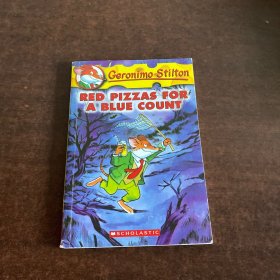 Geronimo Stilton
RED PIZZAS FOR
A BLUE COUNT
SCHOLASTIC